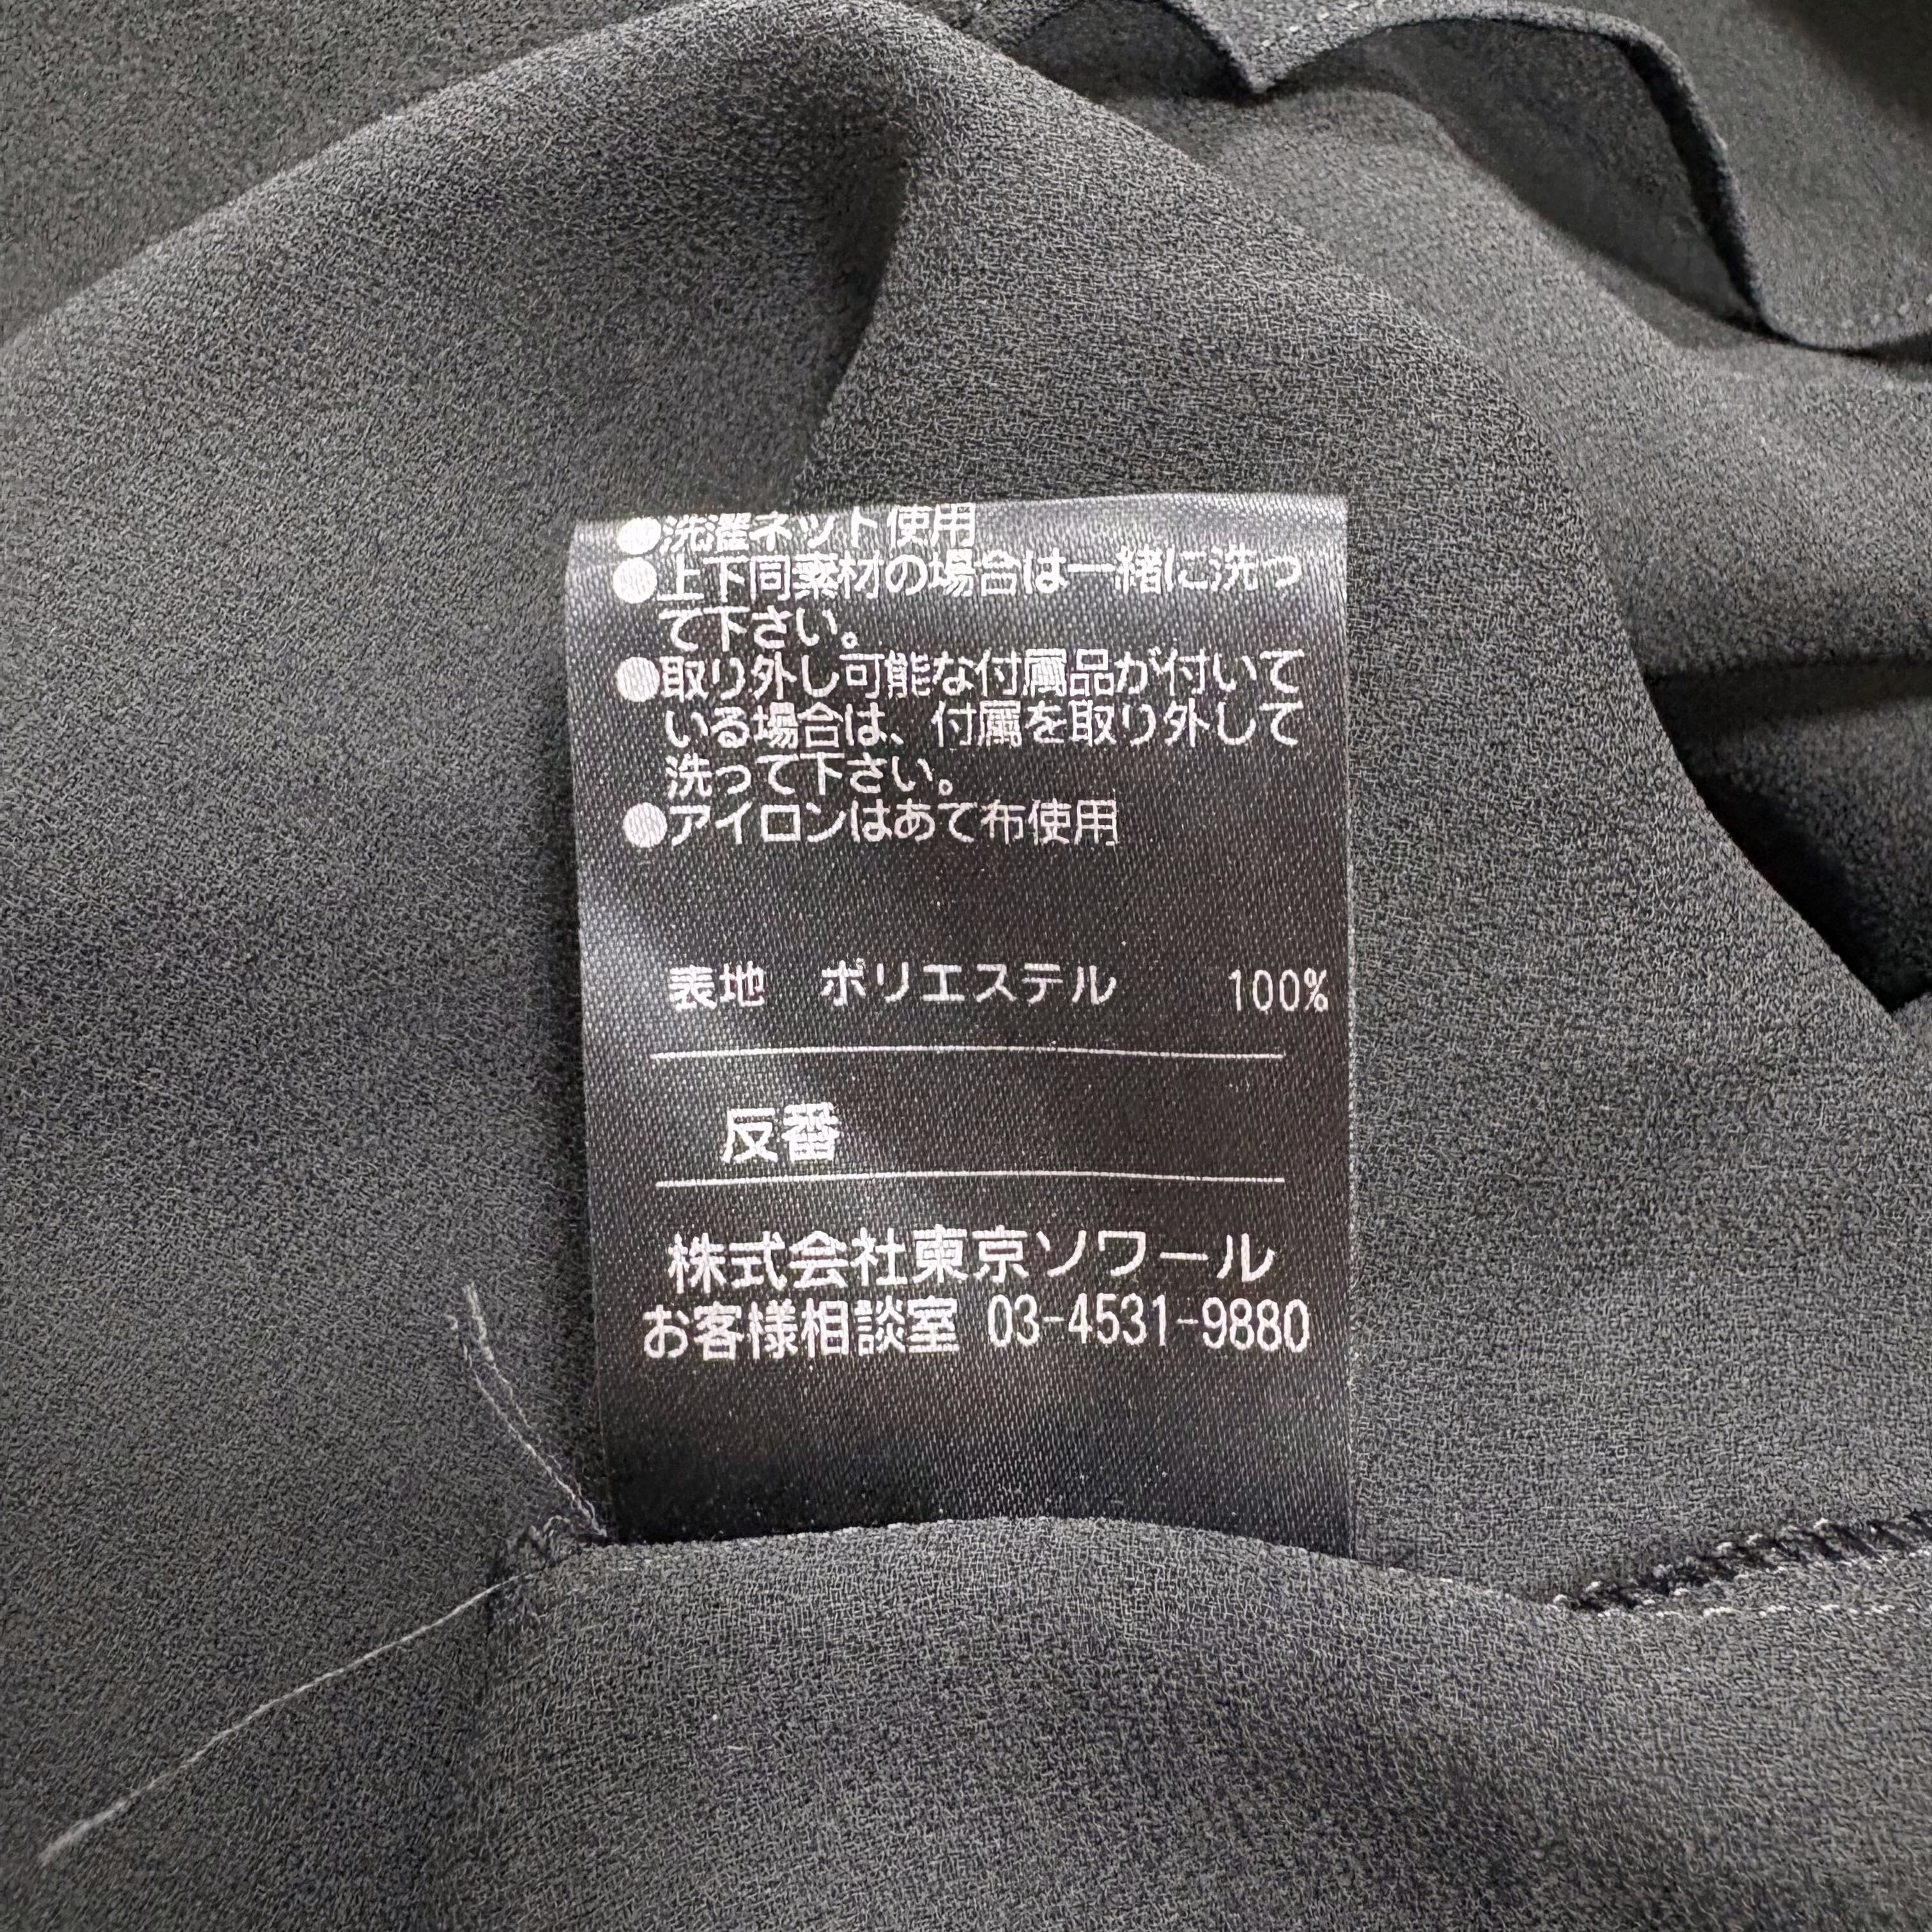 ●洗濯ネット使用
●上下同素材の場合は一緒に洗っ
て下さい。
●取り外し可能な付属品が付いて
いる場合は、付属を取り外して
洗って下さい。
●アイロンはあて布使用
表地 ポリエステル 100%
反番
株式会社東京ソワール
お客様相談室 03-4531-9880